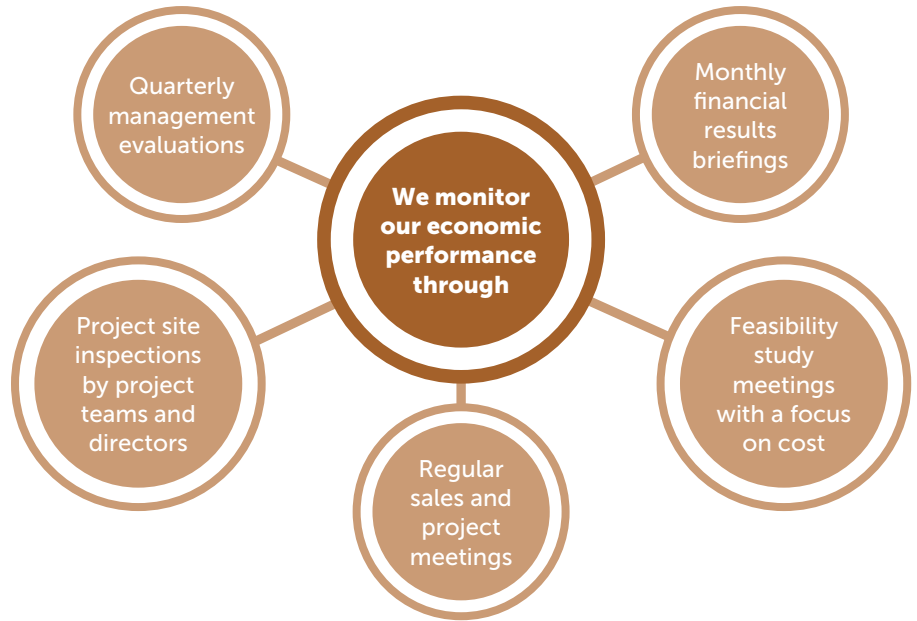 Quarterly
management
evaluations
Monthly
financial
results
briefings
We monitor
our economic
performance
through
Project site
inspections
by project
teams and
directors
Feasibility
study
meetings
with a focus
on cost
Regular
sales and
project
meetings